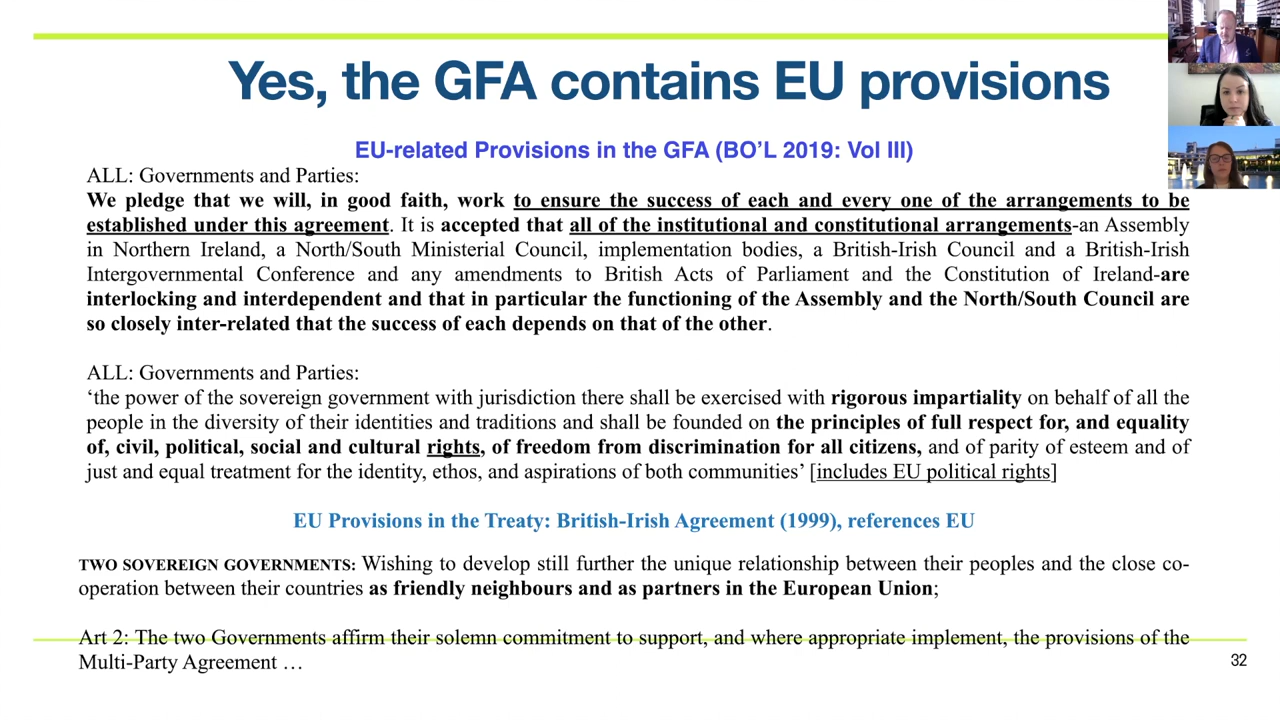 Yes, the GFA contains EU provisions
EU-related Provisions in the GFA (BO’L 2019: Vol III)
ALL: Governments and Parties:
We pledge that we will, in good faith, work to ensure the success of each and every one of the arrangements to be
established under this agreement. It is accepted that all of the institutional and constitutional arrangements-an Assembly
in Northern Ireland, a North/South Ministerial Council, implementation bodies, a British-Irish Council and a British-Irish
Intergovernmental Conference and any amendments to British Acts of Parliament and the Constitution of Ireland-are
interlocking and interdependent and that in particular the functioning of the Assembly and the North/South Council are
so closely inter-related that the success of each depends on that of the other.
ALL: Governments and Parties:
‘the power of the sovereign government with jurisdiction there shall be exercised with rigorous impartiality on behalf of all the
people in the diversity of their identities and traditions and shall be founded on the principles of full respect for, and equality
of, civil, political, social and cultural rights, of freedom from discrimination for all citizens, and of parity of esteem and of
just and equal treatment for the identity, ethos, and aspirations of both communities’ [includes EU political rights]
EU Provisions in the Treaty: British-Irish Agreement (1999), references EU
TWO SOVEREIGN GOVERNMENTS: Wishing to develop still further the unique relationship between their peoples and the close co-
operation between their countries as friendly neighbours and as partners in the European Union;
Art 2: The two Governments affirm their solemn commitment to support, and where appropriate implement, the provisions of the
Multi-Party Agreement …
32